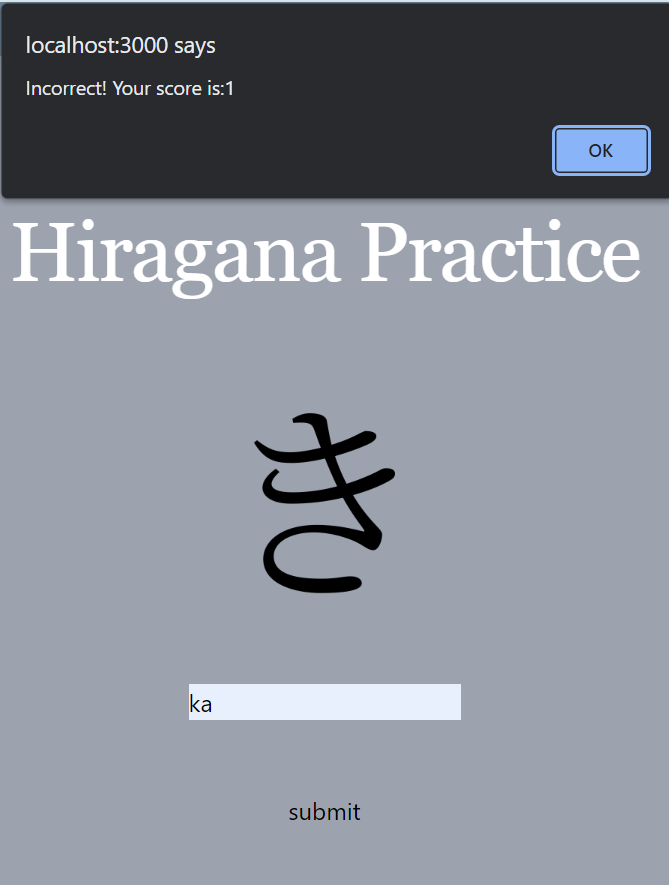 localhost:3000 says
Incorrect! Your score is:1
OK
Hiragana Practice
き
ka
submit